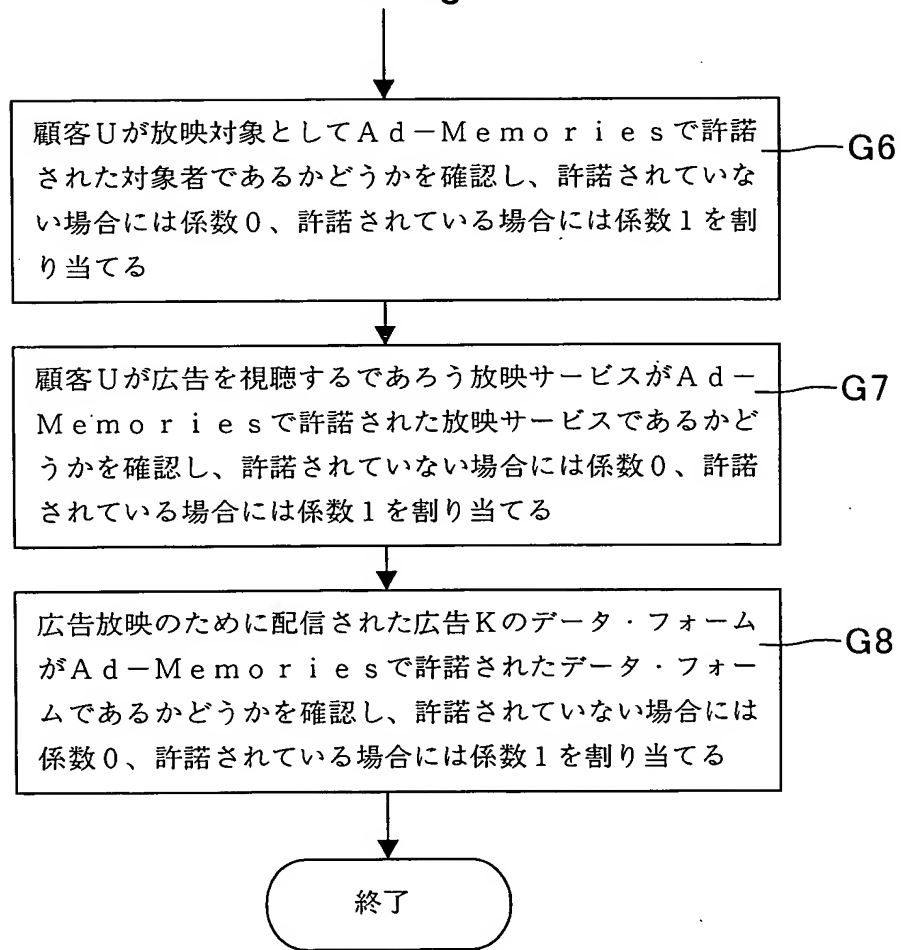 顧客Uが放映対象としてAd-Memoriesで許諾
された対象者であるかどうかを確認し、許諾されていな
い場合には係数0、許諾されている場合には係数1を割
り当てる
G6
顧客Uが広告を視聴するであろう放映サービスがAd-
Memoriesで許諾された放映サービスであるかど
うかを確認し、許諾されていない場合には係数0、許諾
されている場合には係数1を割り当てる
G7
広告放映のために配信された広告Kのデータ・フォーム
がAd-Memoriesで許諾されたデータ・フォー
ムであるかどうかを確認し、許諾されていない場合には
係数0、許諾されている場合には係数1を割り当てる
G8
終了